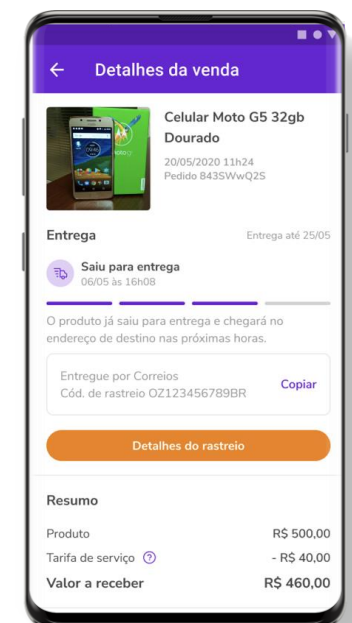 Detalhes da venda
Celular Moto G5 32gb
Dourado
20/05/2020 11h24
Pedido 843SWwQ2S
Entrega
Entrega até 25/05
Saiu para entrega
06/05 às 16h08
O produto já saiu para entrega e chegará no
endereço de destino nas próximas horas.
Entregue por Correios
Cód. de rastreio OZ123456789BR
Copiar
Detalhes do rastreio
Resumo
Produto R$ 500,00
Tarifa de serviço ? - R$ 40,00
Valor a receber R$ 460,00